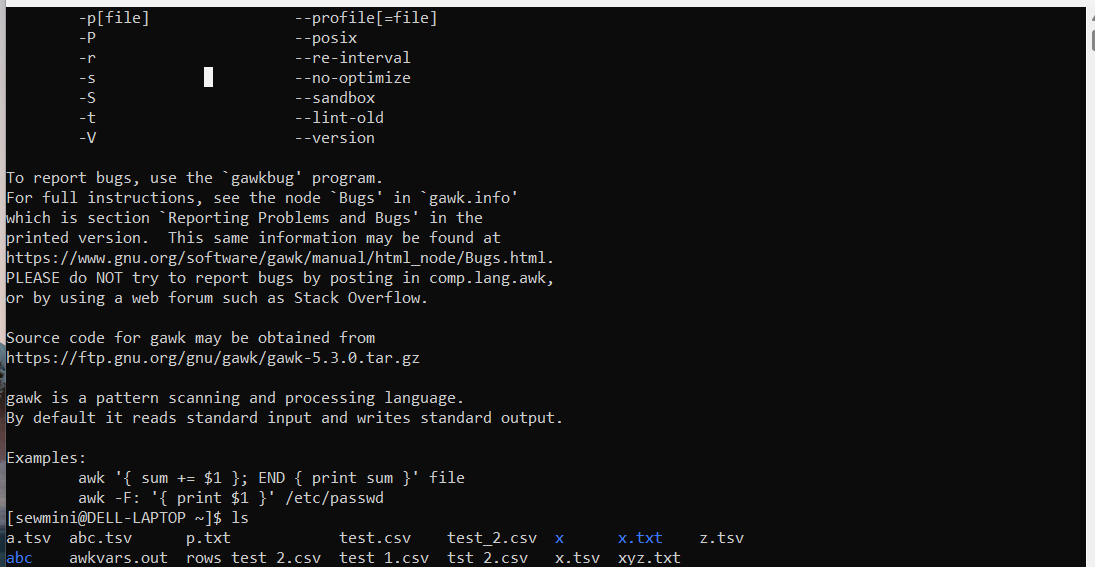 -p[file] --profile[=file]
-P --posix
-r --re-interval
-s --no-optimize
-S --sandbox
-t --lint-old
-V --version
To report bugs, use the `gawkbug' program.
For full instructions, see the node `Bugs' in `gawk.info'
which is section `Reporting Problems and Bugs' in the
printed version.  This same information may be found at
https://www.gnu.org/software/gawk/manual/html_node/Bugs.html.
PLEASE do NOT try to report bugs by posting in comp.lang.awk,
or by using a web forum such as Stack Overflow.
Source code for gawk may be obtained from
https://ftp.gnu.org/gnu/gawk/gawk-5.3.0.tar.gz
gawk is a pattern scanning and processing language.
By default it reads standard input and writes standard output.
Examples:
awk '{ sum += $1 }; END { print sum }' file
awk -F: '{ print $1 }' /etc/passwd
[sewmini@DELL-LAPTOP ~]$ ls
a.tsv abc.tsv p.txt test.csv test_2.csv x x.txt z.tsv
abc awkvars.out rows_test_2.csv test_1.csv tst_2.csv x.tsv xyz.txt